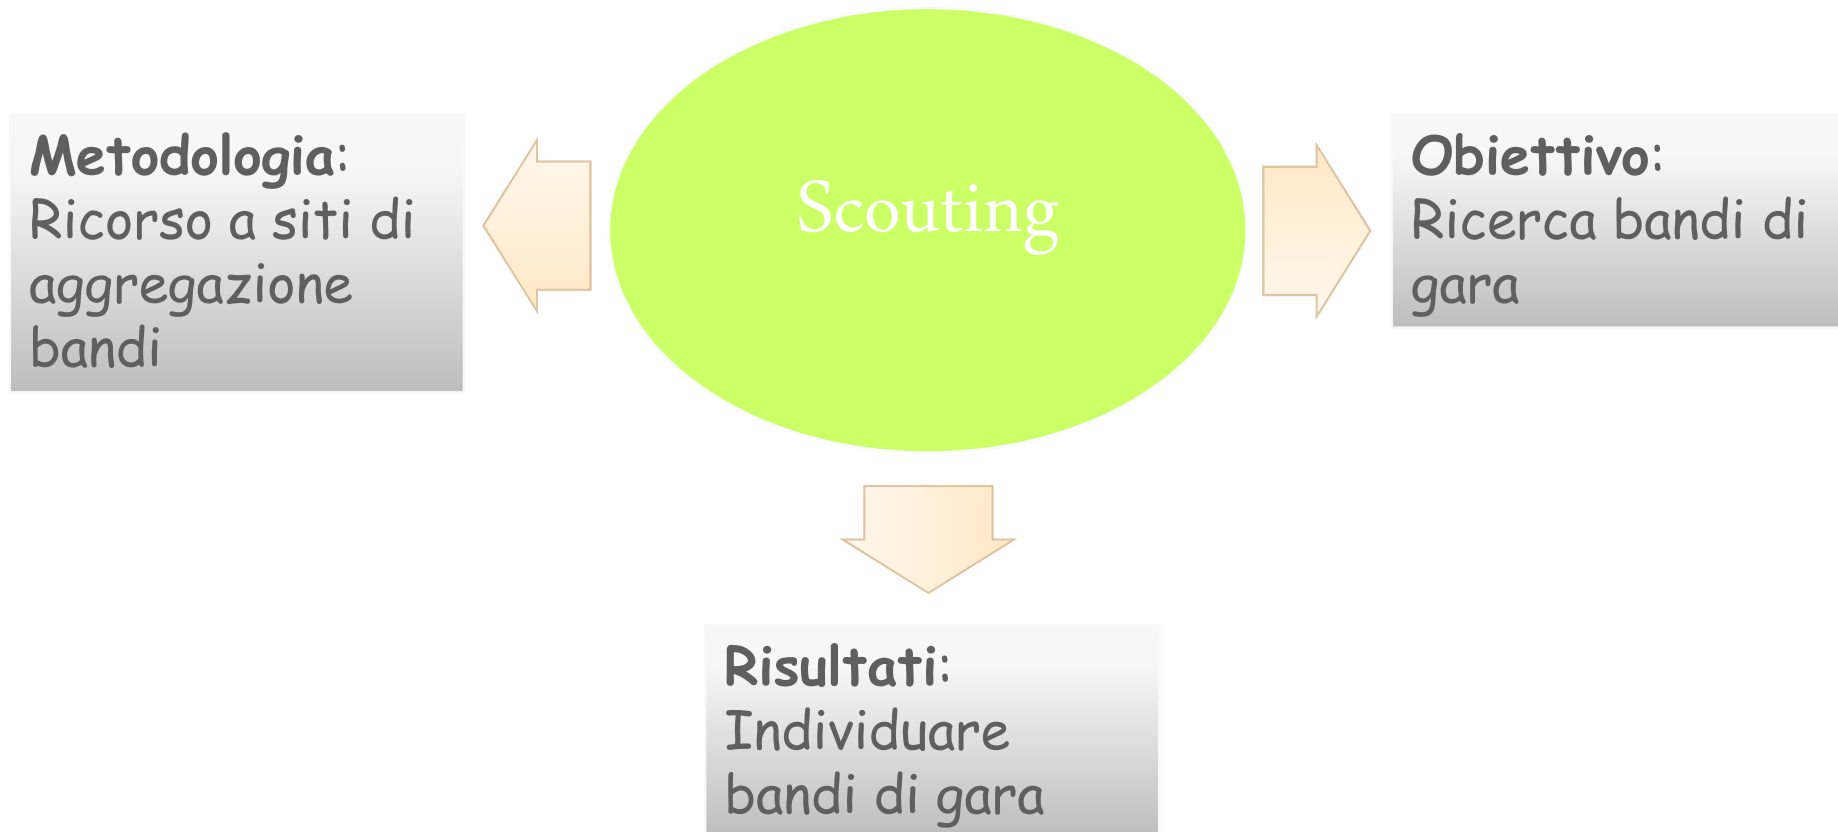 Scouting
Metodologia:
Ricorso a siti di
aggregazione
bandi
Obiettivo:
Ricerca bandi di
gara
Risultati:
Individuare
bandi di gara